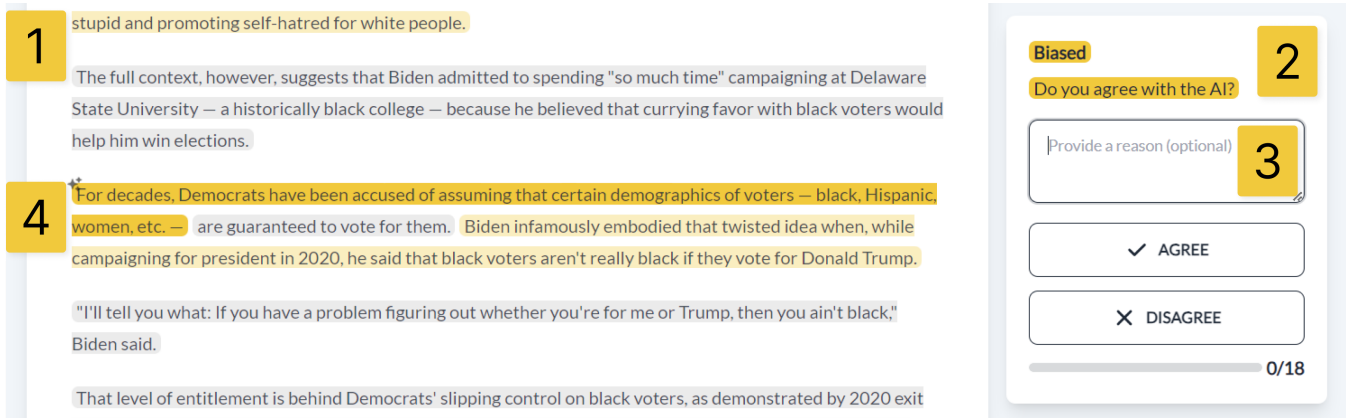 1
stupid and promoting self-hatred for white people.
The full context, however, suggests that Biden admitted to spending "so much time" campaigning at Delaware
State University — a historically black college — because he believed that currying favor with black voters would
help him win elections.
4
For decades, Democrats have been accused of assuming that certain demographics of voters — black, Hispanic,
women, etc. — are guaranteed to vote for them. Biden infamously embodied that twisted idea when, while
campaigning for president in 2020, he said that black voters aren't really black if they vote for Donald Trump.
"I'll tell you what: If you have a problem figuring out whether you're for me or Trump, then you ain't black,"
Biden said.
That level of entitlement is behind Democrats' slipping control on black voters, as demonstrated by 2020 exit
Biased
2
Do you agree with the AI?
Provide a reason (optional)
3
AGREE
DISAGREE
0/18